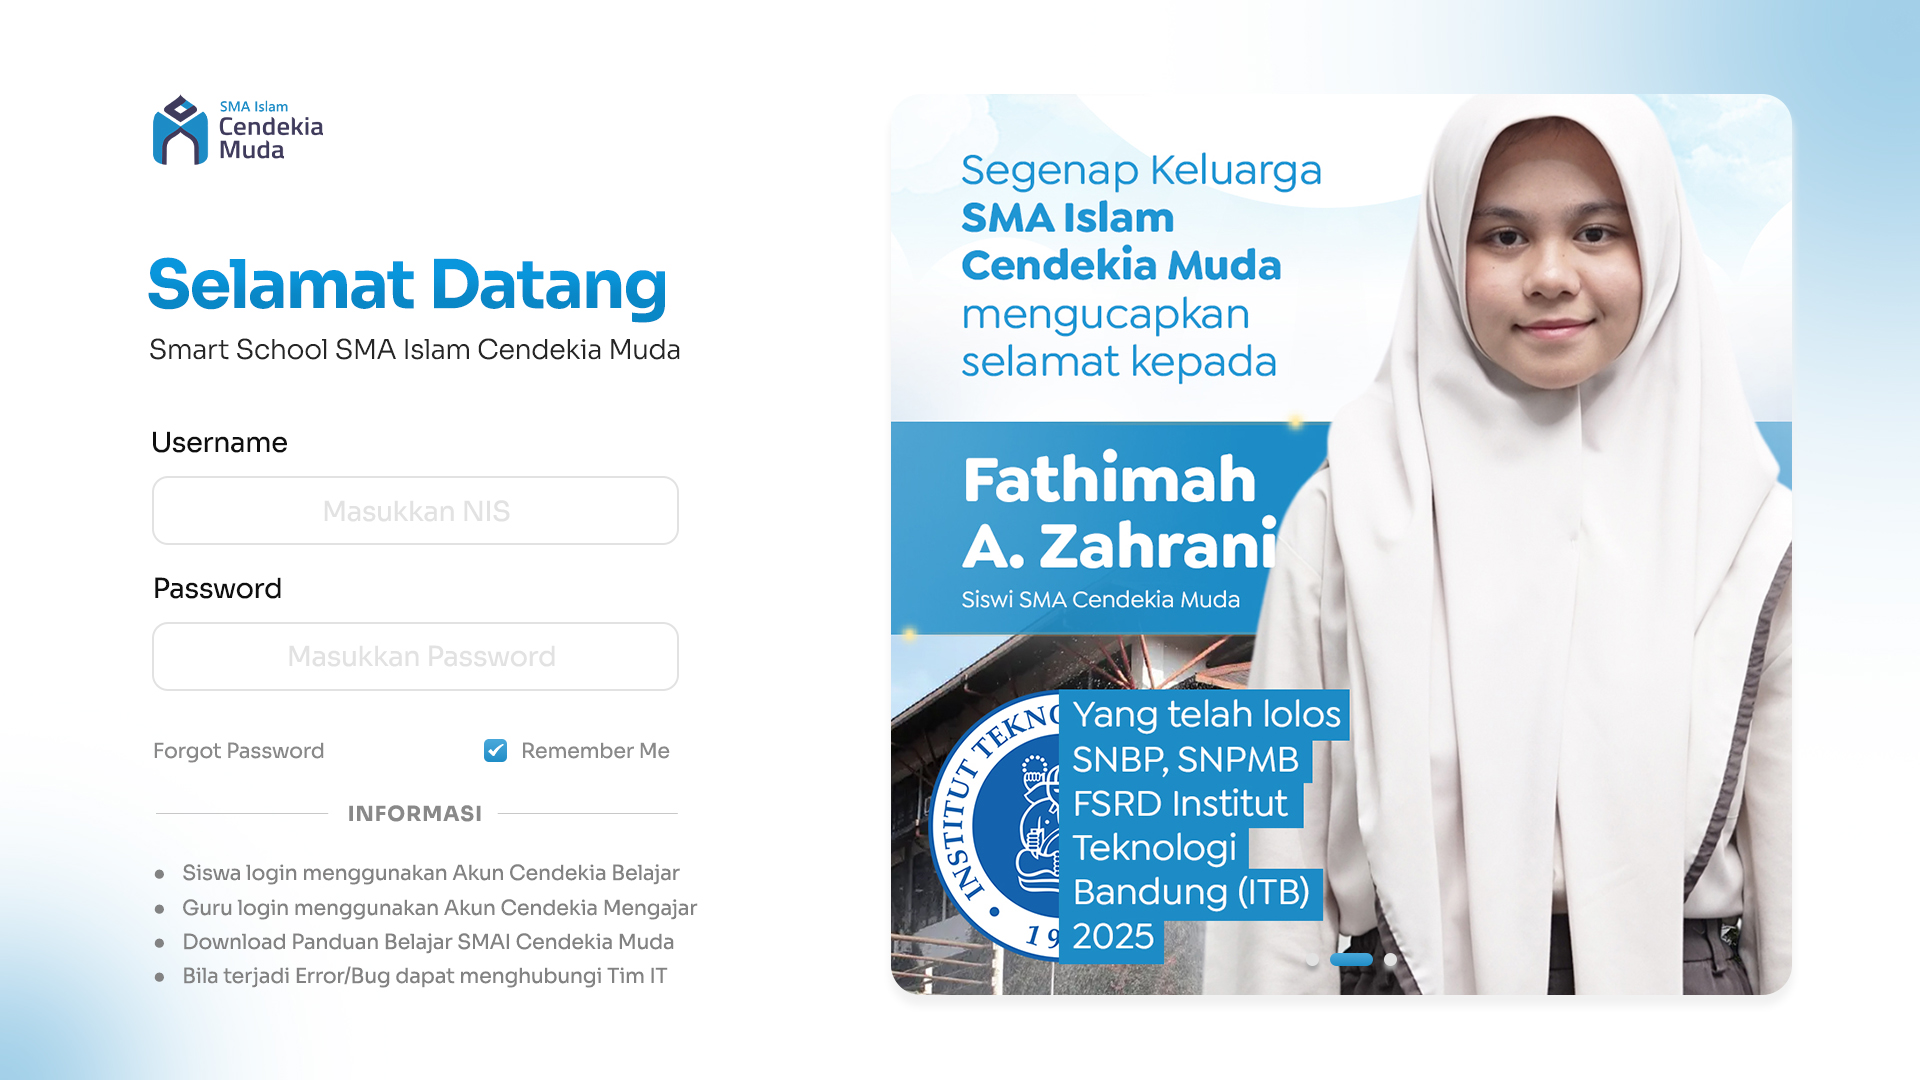 SMA Islam
Cendekia
Muda
Selamat Datang
Smart School SMA Islam Cendekia Muda
Username
Masukkan NIS
Password
Masukkan Password
Forgot Password
Remember Me
INFORMASI
Siswa login menggunakan Akun Cendekia Belajar
Guru login menggunakan Akun Cendekia Mengajar
Download Panduan Belajar SMAI Cendekia Muda
Bila terjadi Error/Bug dapat menghubungi Tim IT
Segenap Keluarga
SMA Islam
Cendekia Muda
mengucapkan
selamat kepada
Fathimah
A. Zahrani
Siswi SMA Cendekia Muda
INSTITUT
Yang telah lolos
SNBP, SNPMB
FSRD Institut
Teknologi
Bandung (ITB)
2025